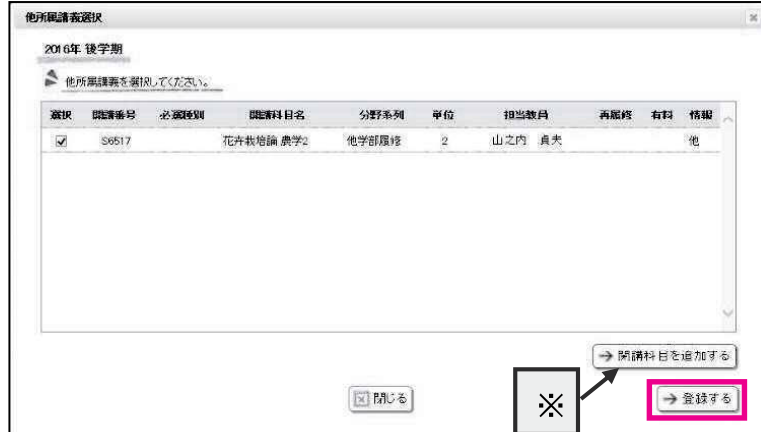 他所属講義選択
2016年 後学期
他所属講義を選択してください。
選択 開講番号 必選種別 開講科目名 分野系列 単位 担当教員 再履修 有料 情報
S6517 花卉栽培論 農学2 他学部履修 2 山之内 貞夫 他
→ 開講科目を追加する
閉じる
※
→ 登録する